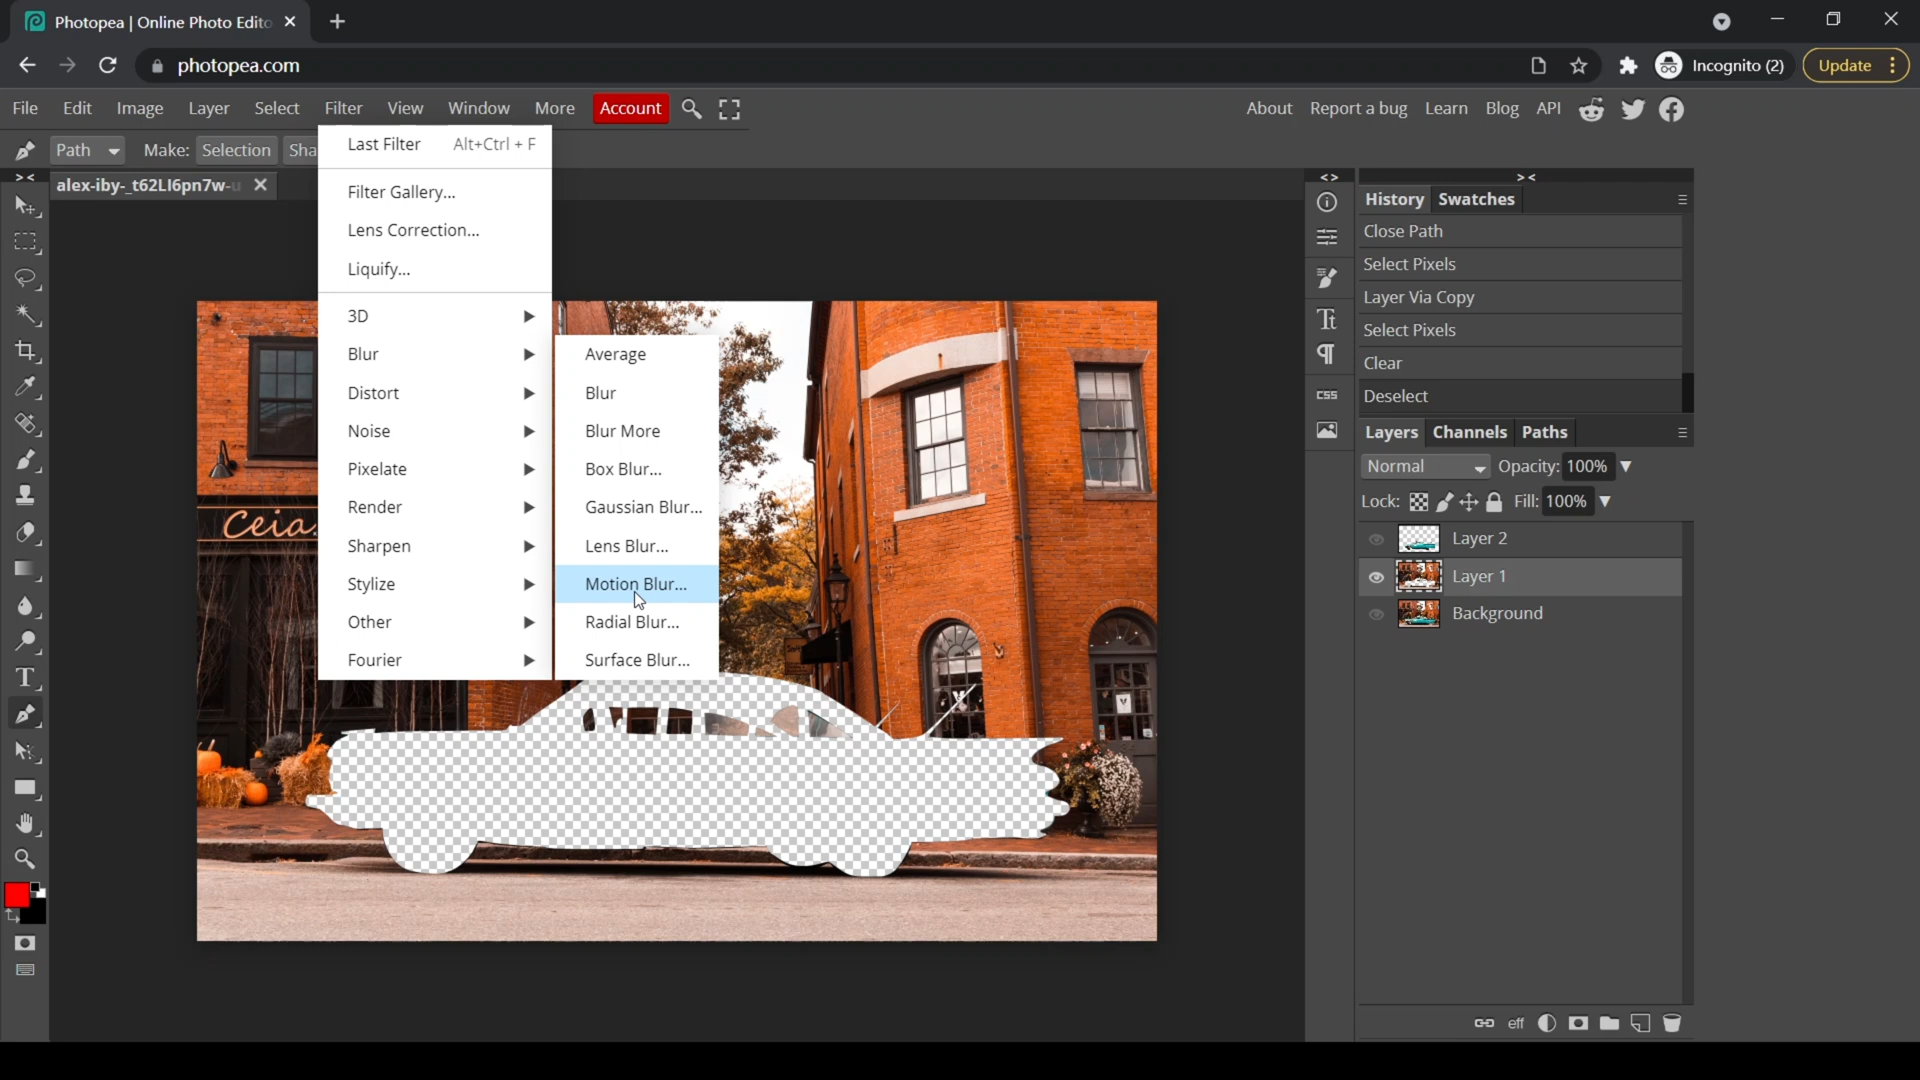 Photopea | Online Photo Edito
photopea.com
Incognito (2)
Update
File Edit Image Layer Select Filter View Window More Account
About Report a bug Learn Blog API
Path Make: Selection Sha
alex-iby-_t62LI6pn7w-u
Last Filter Alt+Ctrl + F
Filter Gallery...
Lens Correction...
Liquify...
3D
Blur
Distort
Noise
Pixelate
Render
Sharpen
Stylize
Other
Fourier
Average
Blur
Blur More
Box Blur...
Gaussian Blur...
Lens Blur...
Motion Blur...
Radial Blur...
Surface Blur...
Ceia
CSS
History Swatches
Close Path
Select Pixels
Layer Via Copy
Select Pixels
Clear
Deselect
Layers Channels Paths
Normal Opacity: 100%
Lock: Fill: 100%
Layer 2
Layer 1
Background
eff